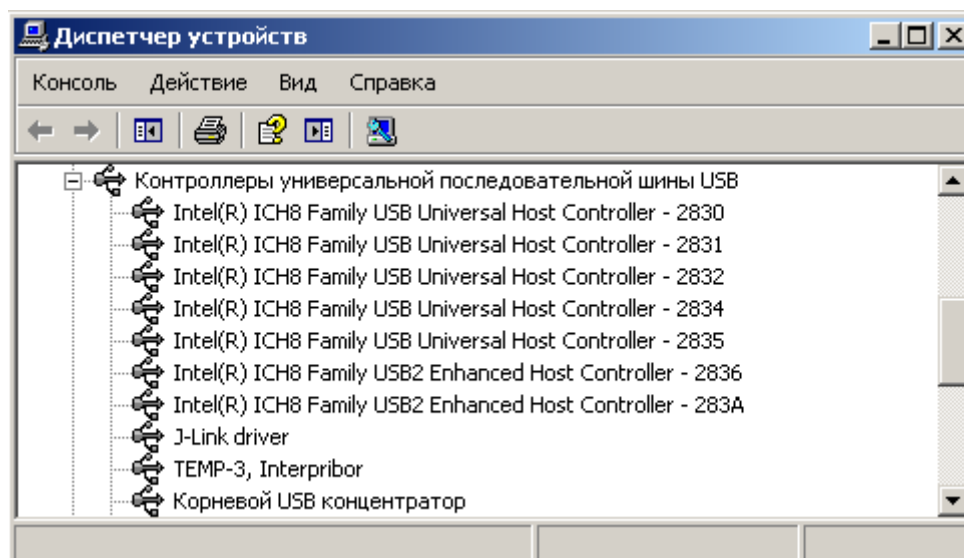 Диспетчер устройств
Консоль Действие Вид Справка
Контроллеры универсальной последовательной шины USB
Intel(R) ICH8 Family USB Universal Host Controller - 2830
Intel(R) ICH8 Family USB Universal Host Controller - 2831
Intel(R) ICH8 Family USB Universal Host Controller - 2832
Intel(R) ICH8 Family USB Universal Host Controller - 2834
Intel(R) ICH8 Family USB Universal Host Controller - 2835
Intel(R) ICH8 Family USB2 Enhanced Host Controller - 2836
Intel(R) ICH8 Family USB2 Enhanced Host Controller - 283A
J-Link driver
TEMP-3, Interpribor
Корневой USB концентратор